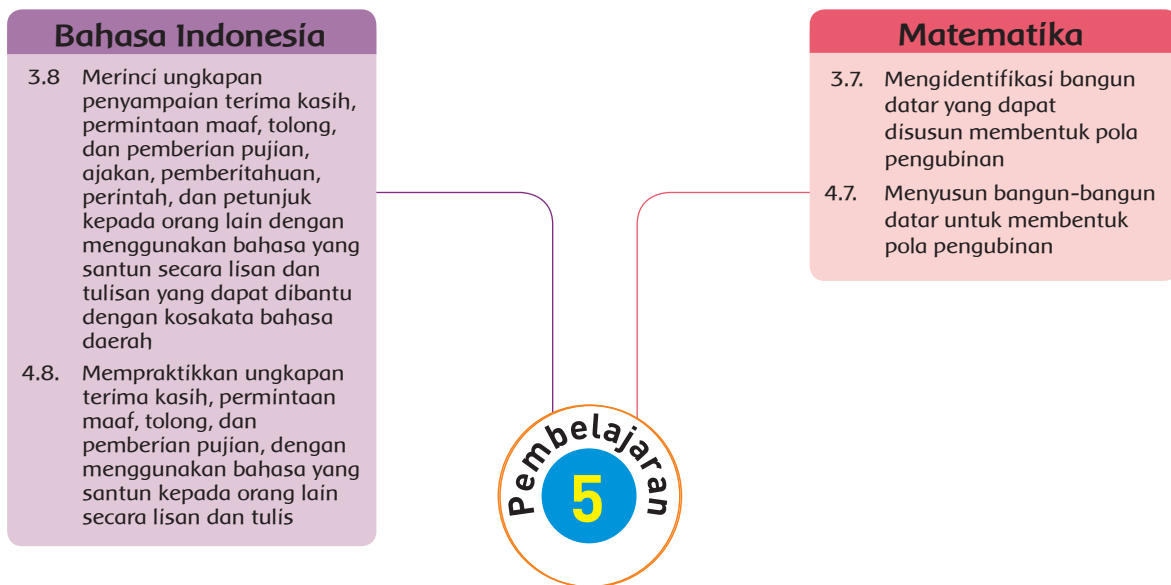 Bahasa Indonesia
3.8 Merinci ungkapan
penyampaian terima kasih,
permintaan maaf, tolong,
dan pemberian pujian,
ajakan, pemberitahuan,
perintah, dan petunjuk
kepada orang lain dengan
menggunakan bahasa yang
santun secara lisan dan
tulisan yang dapat dibantu
dengan kosakata bahasa
daerah
4.8. Mempraktikkan ungkapan
terima kasih, permintaan
maaf, tolong, dan
pemberian pujian, dengan
menggunakan bahasa yang
santun kepada orang lain
secara lisan dan tulis
Matematika
3.7. Mengidentifikasi bangun
datar yang dapat
disusun membentuk pola
pengubinan
4.7. Menyusun bangun-bangun
datar untuk membentuk
pola pengubinan
Pembelajaran
5